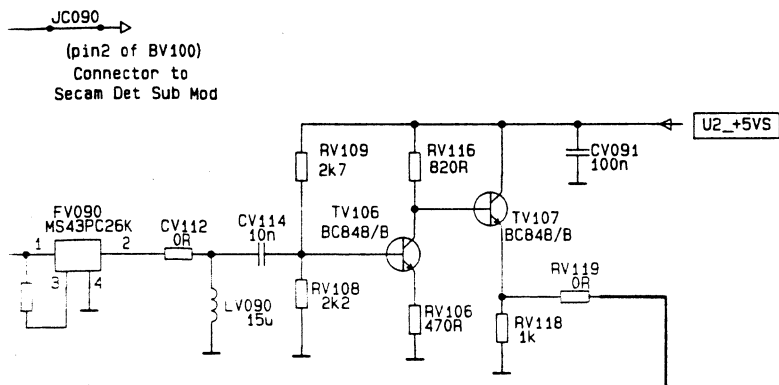 JC090
(pin2 of BV100)
Connector to
Secam Det Sub Mod
U2_+5VS
RV109
2k7
RV116
820R
CV091
100n
FV090
MS43PC26K
CV112
0R
CV114
10n
TV106
BC848/B
TV107
BC848/B
1
2
3
4
LV090
15u
RV108
2k2
RV106
470R
RV119
0R
RV118
1k